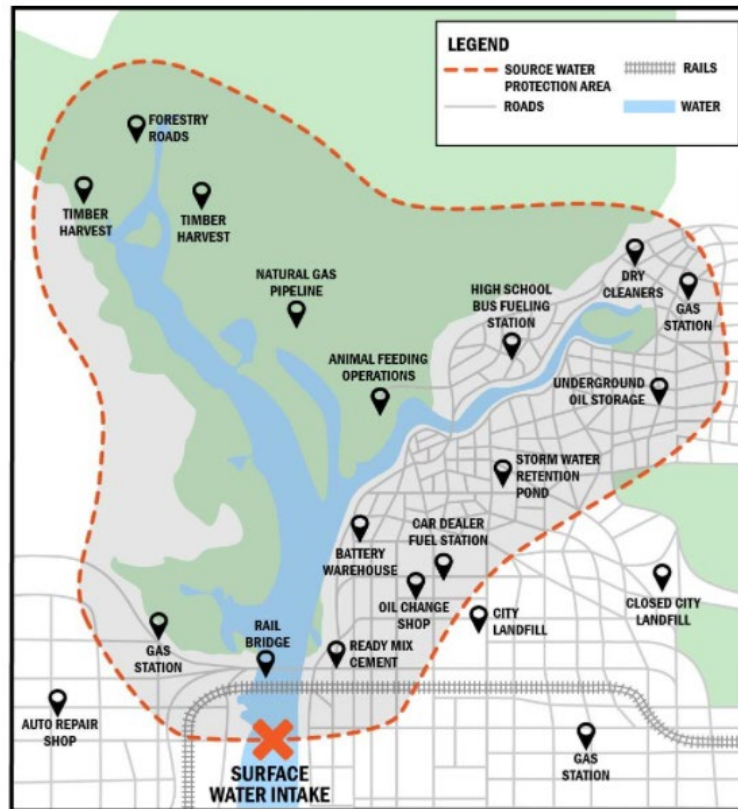 LEGEND
SOURCE WATER
PROTECTION AREA
RAILS
ROADS
WATER
FORESTRY
ROADS
TIMBER
HARVEST
TIMBER
HARVEST
NATURAL GAS
PIPELINE
HIGH SCHOOL
BUS FUELING
STATION
DRY
CLEANERS
GAS
STATION
ANIMAL FEEDING
OPERATIONS
UNDERGROUND
OIL STORAGE
STORM WATER
RETENTION
POND
CAR DEALER
FUEL STATION
BATTERY
WAREHOUSE
OIL CHANGE
SHOP
CITY
LANDFILL
CLOSED CITY
LANDFILL
GAS
STATION
RAIL
BRIDGE
READY MIX
CEMENT
AUTO REPAIR
SHOP
GAS
STATION
SURFACE
WATER INTAKE